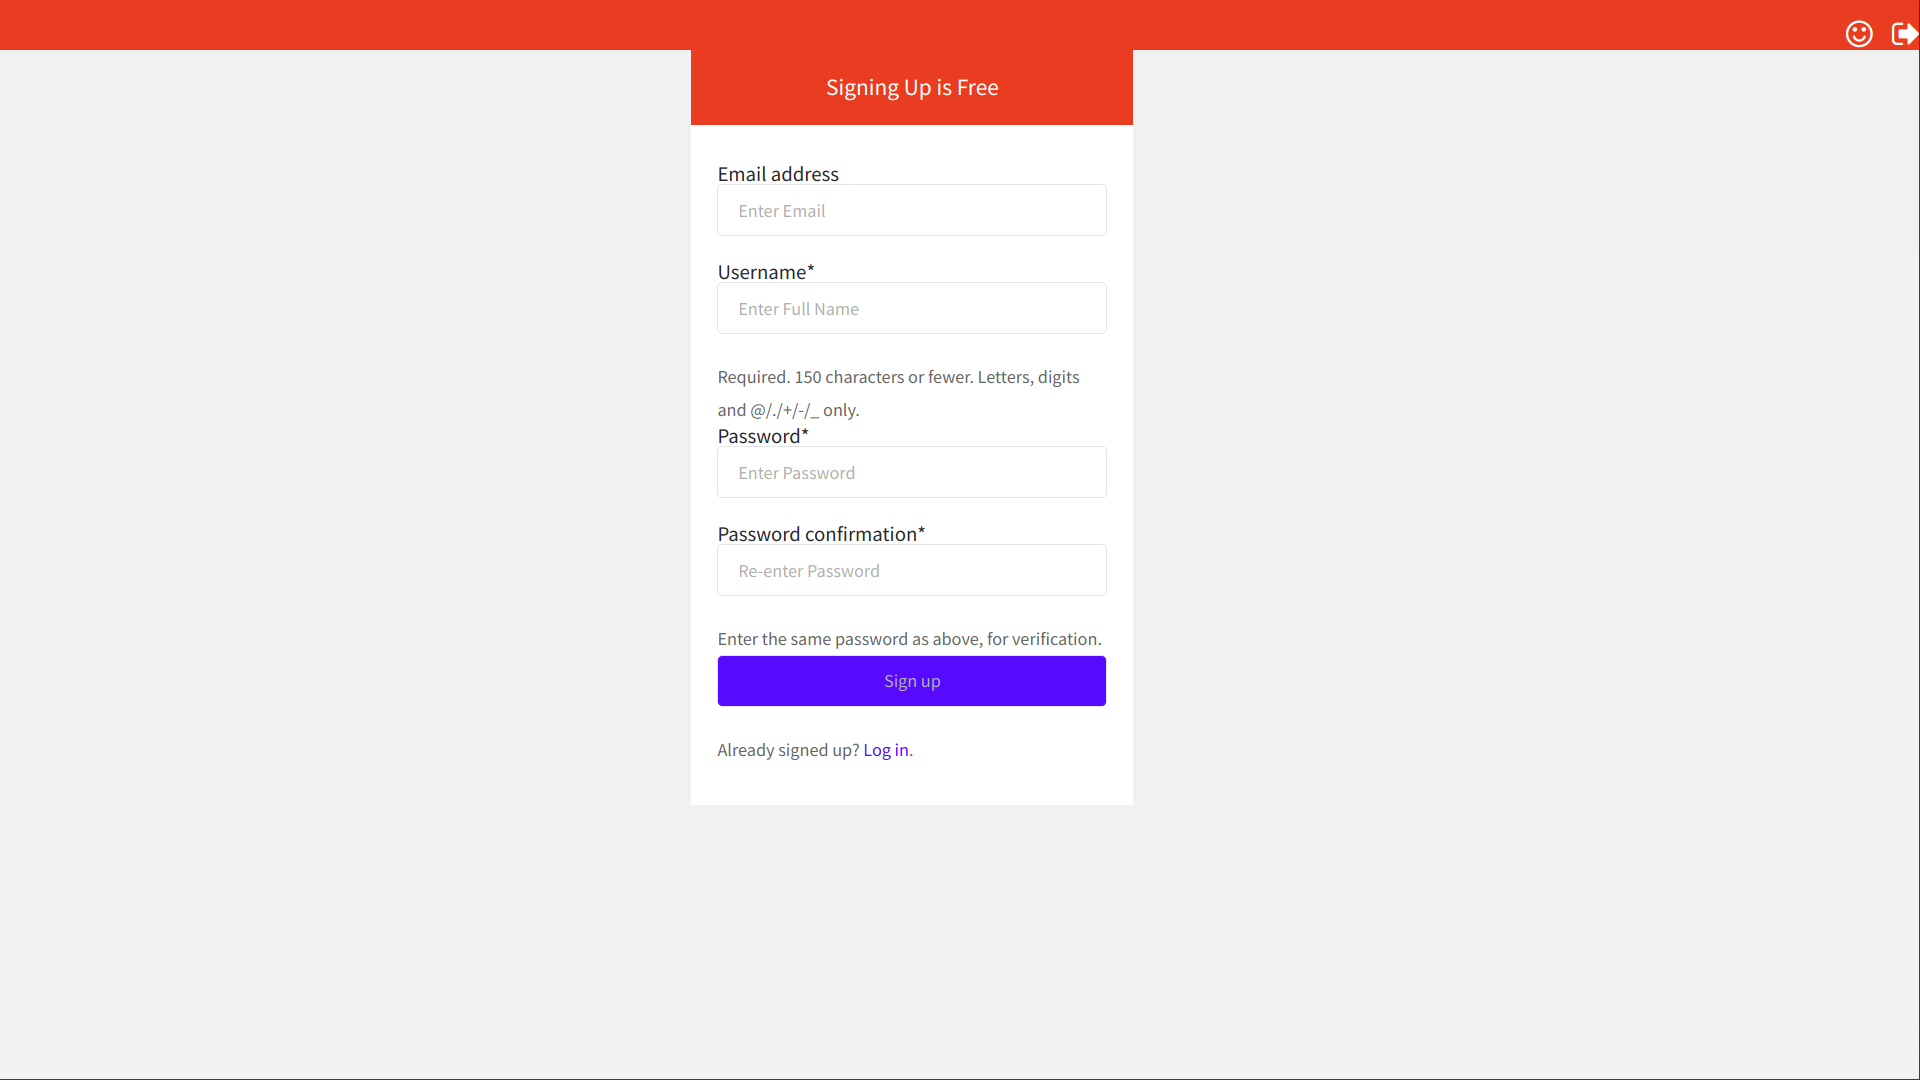 Signing Up is Free
Email address
Enter Email
Username*
Enter Full Name
Required. 150 characters or fewer. Letters, digits
and @/./+/-/_ only.
Password*
Enter Password
Password confirmation*
Re-enter Password
Enter the same password as above, for verification.
Sign up
Already signed up? Log in.